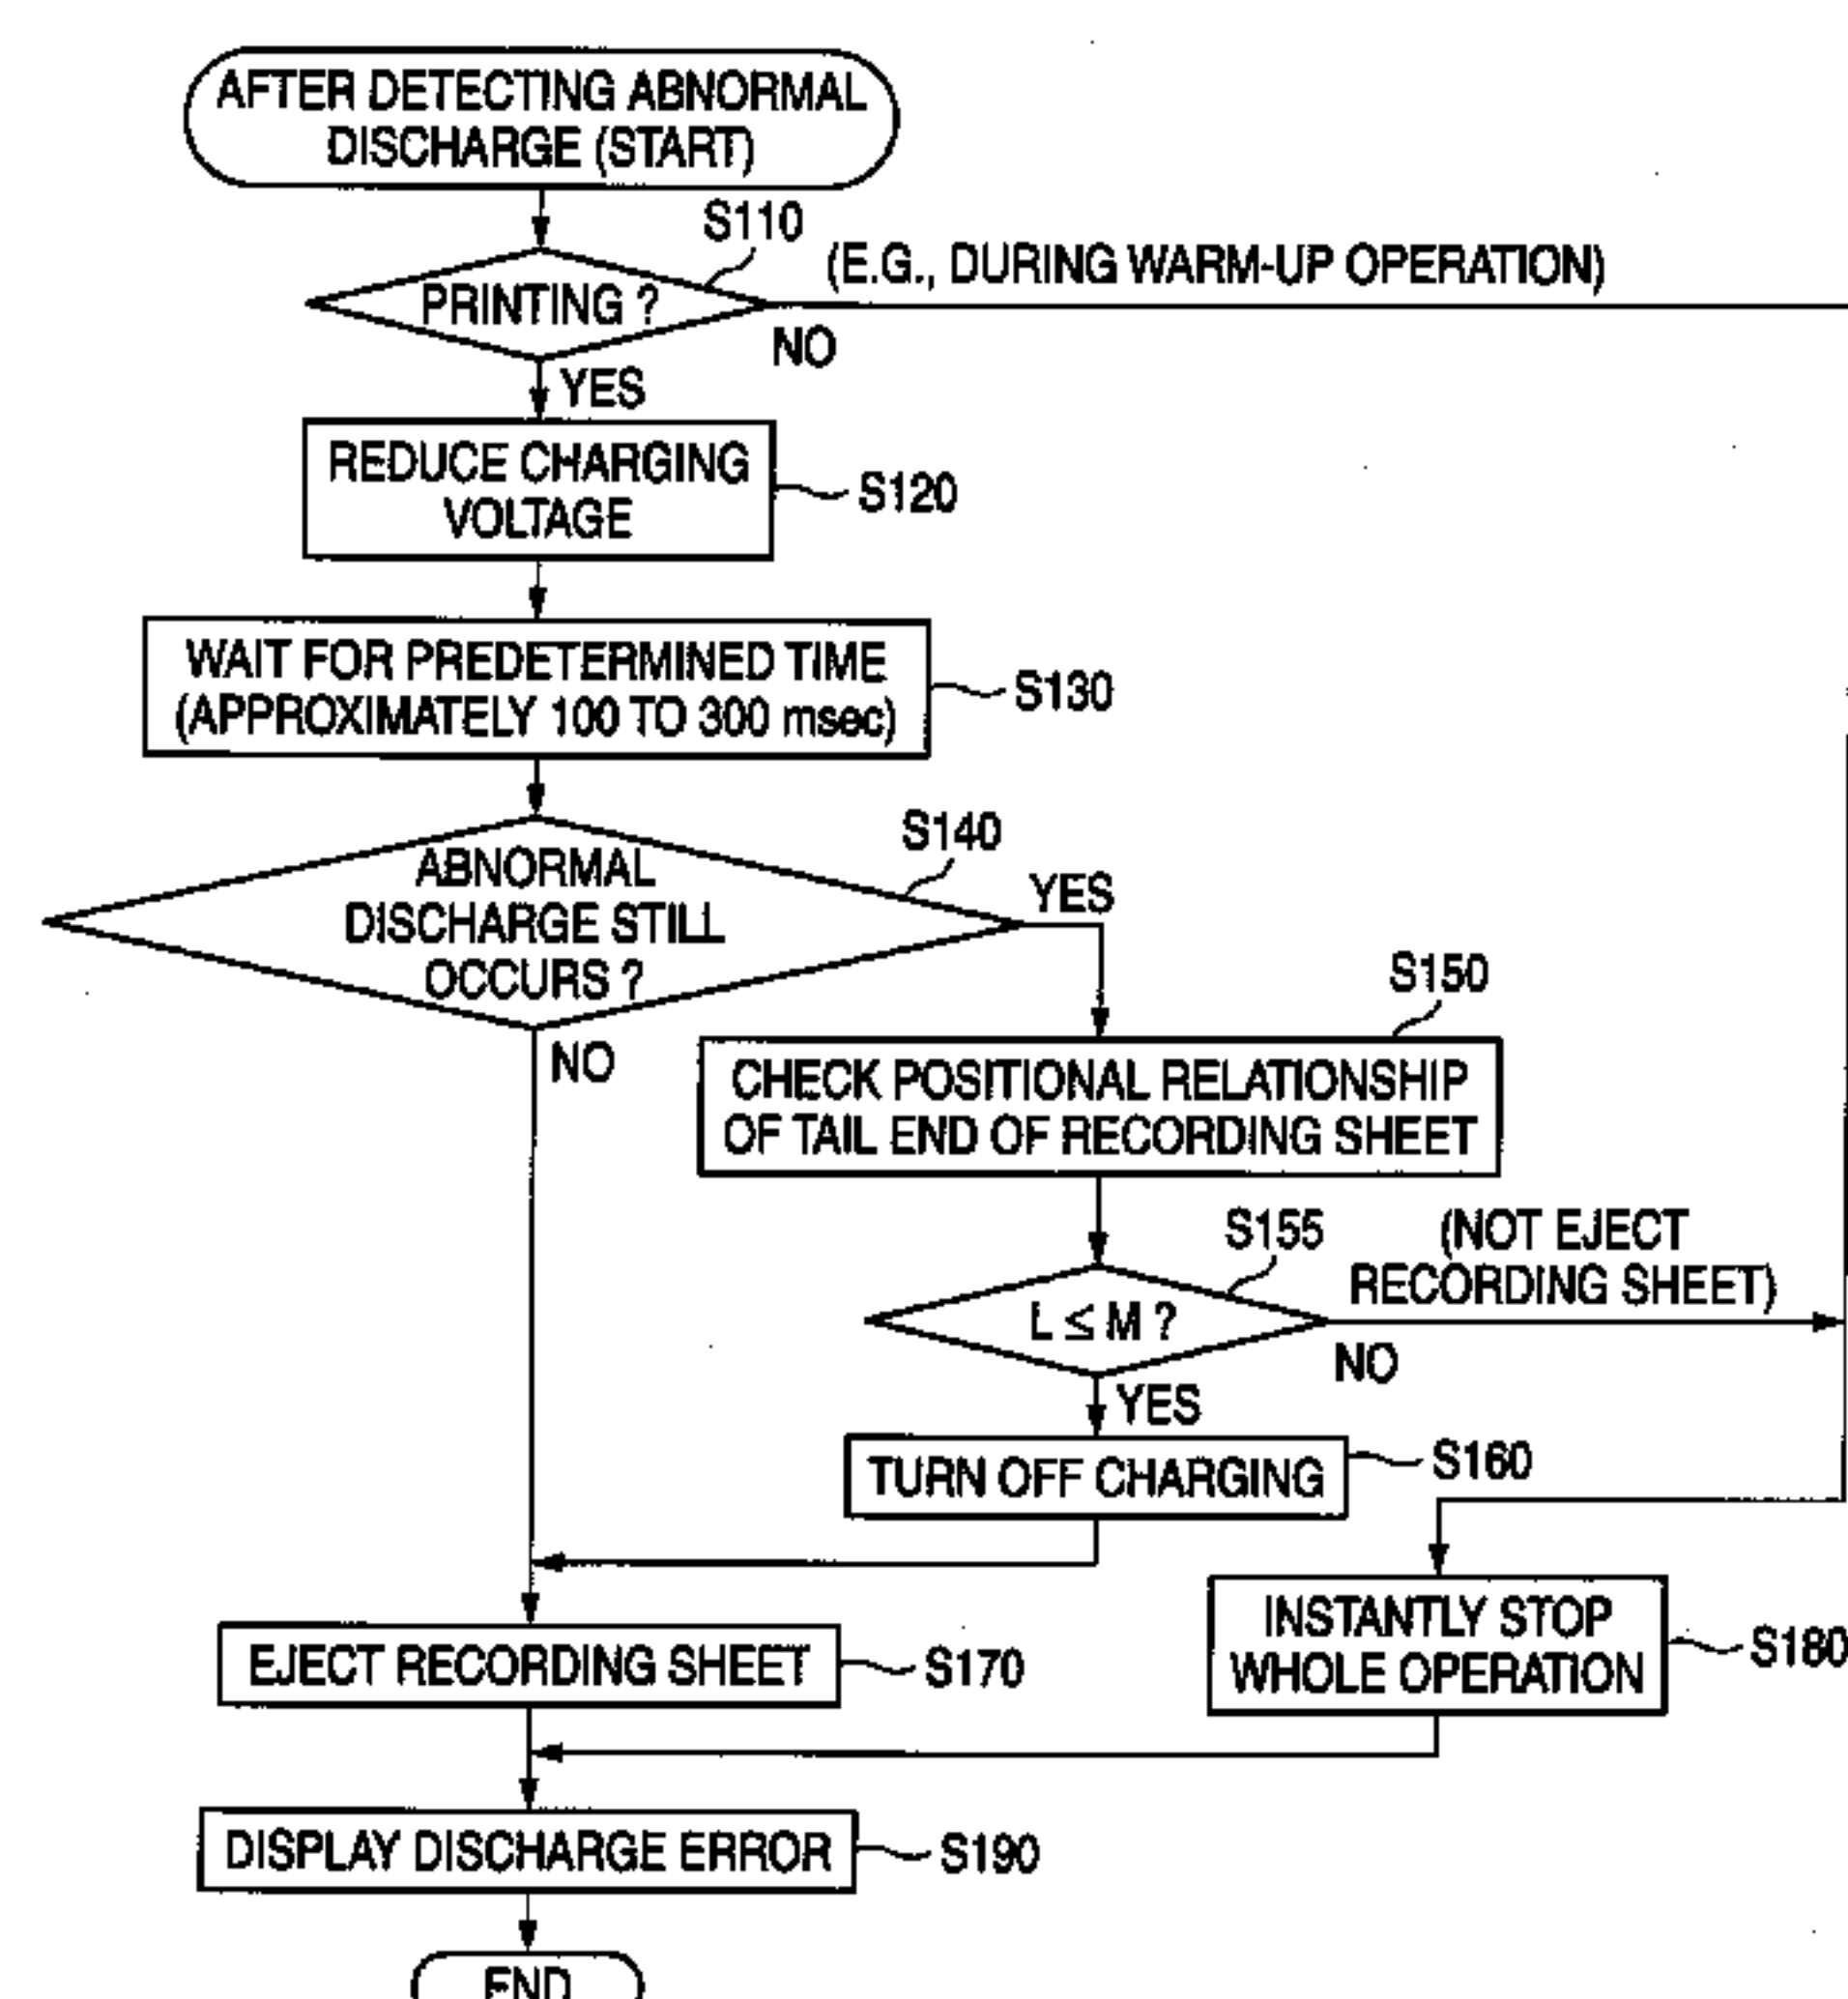 AFTER DETECTING ABNORMAL
DISCHARGE (START)
S110
(E.G., DURING WARM-UP OPERATION)
PRINTING ?
NO
YES
REDUCE CHARGING
VOLTAGE
S120
WAIT FOR PREDETERMINED TIME
(APPROXIMATELY 100 TO 300 msec)
S130
S140
ABNORMAL
DISCHARGE STILL
OCCURS ?
YES
NO
S150
CHECK POSITIONAL RELATIONSHIP
OF TAIL END OF RECORDING SHEET
S155
(NOT EJECT
RECORDING SHEET)
L ≤ M ?
NO
YES
TURN OFF CHARGING
S160
INSTANTLY STOP
WHOLE OPERATION
S180
EJECT RECORDING SHEET
S170
DISPLAY DISCHARGE ERROR
S190
END